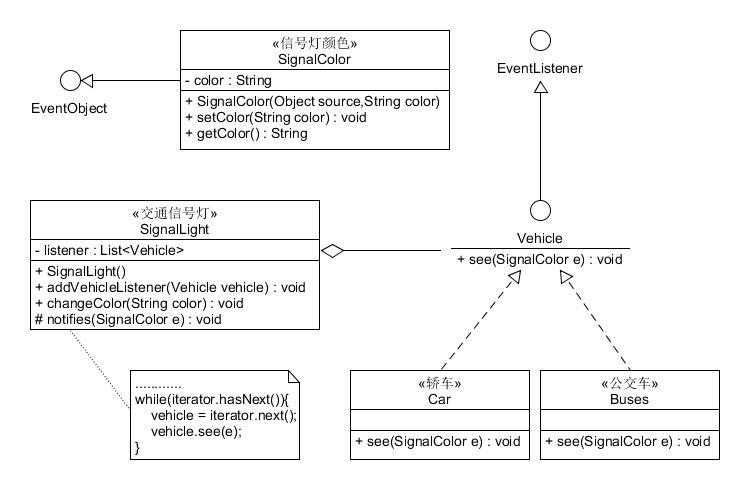 «信号灯颜色»
SignalColor
- color : String
+ SignalColor(Object source,String color)
+ setColor(String color) : void
+ getColor() : String
EventObject
EventListener
«交通信号灯»
SignalLight
- listener : List<Vehicle>
+ SignalLight()
+ addVehicleListener(Vehicle vehicle) : void
+ changeColor(String color) : void
# notifies(SignalColor e) : void
Vehicle
+ see(SignalColor e) : void
............
while(iterator.hasNext()){
vehicle = iterator.next();
vehicle.see(e);
}
«轿车»
Car
+ see(SignalColor e) : void
«公交车»
Buses
+ see(SignalColor e) : void